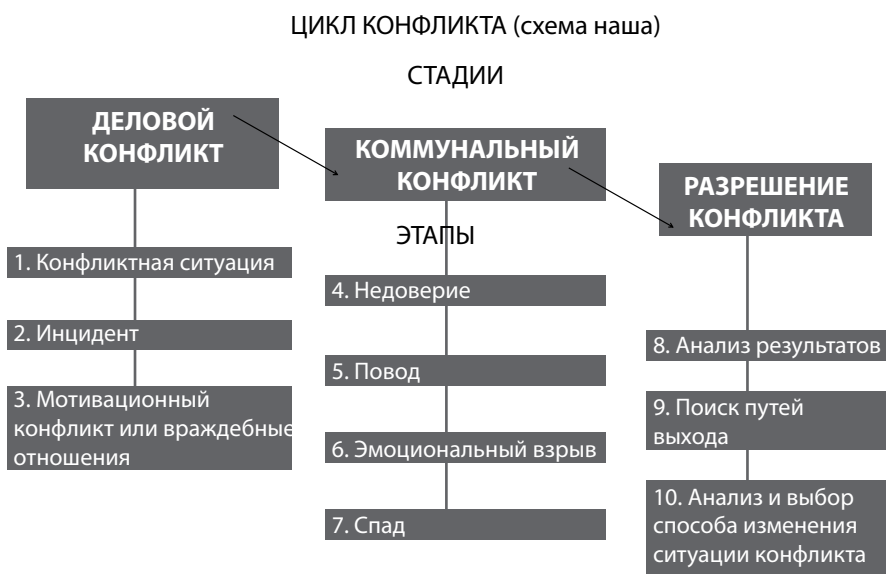 ЦИКЛ КОНФЛИКТА (схема наша)
СТАДИИ
ДЕЛОВОЙ
КОНФЛИКТ
КОММУНАЛЬНЫЙ
КОНФЛИКТ
РАЗРЕШЕНИЕ
КОНФЛИКТА
ЭТАПЫ
1. Конфликтная ситуация
2. Инцидент
3. Мотивационный
конфликт или враждебные
отношения
4. Недоверие
5. Повод
6. Эмоциональный взрыв
7. Спад
8. Анализ результатов
9. Поиск путей
выхода
10. Анализ и выбор
способа изменения
ситуации конфликта